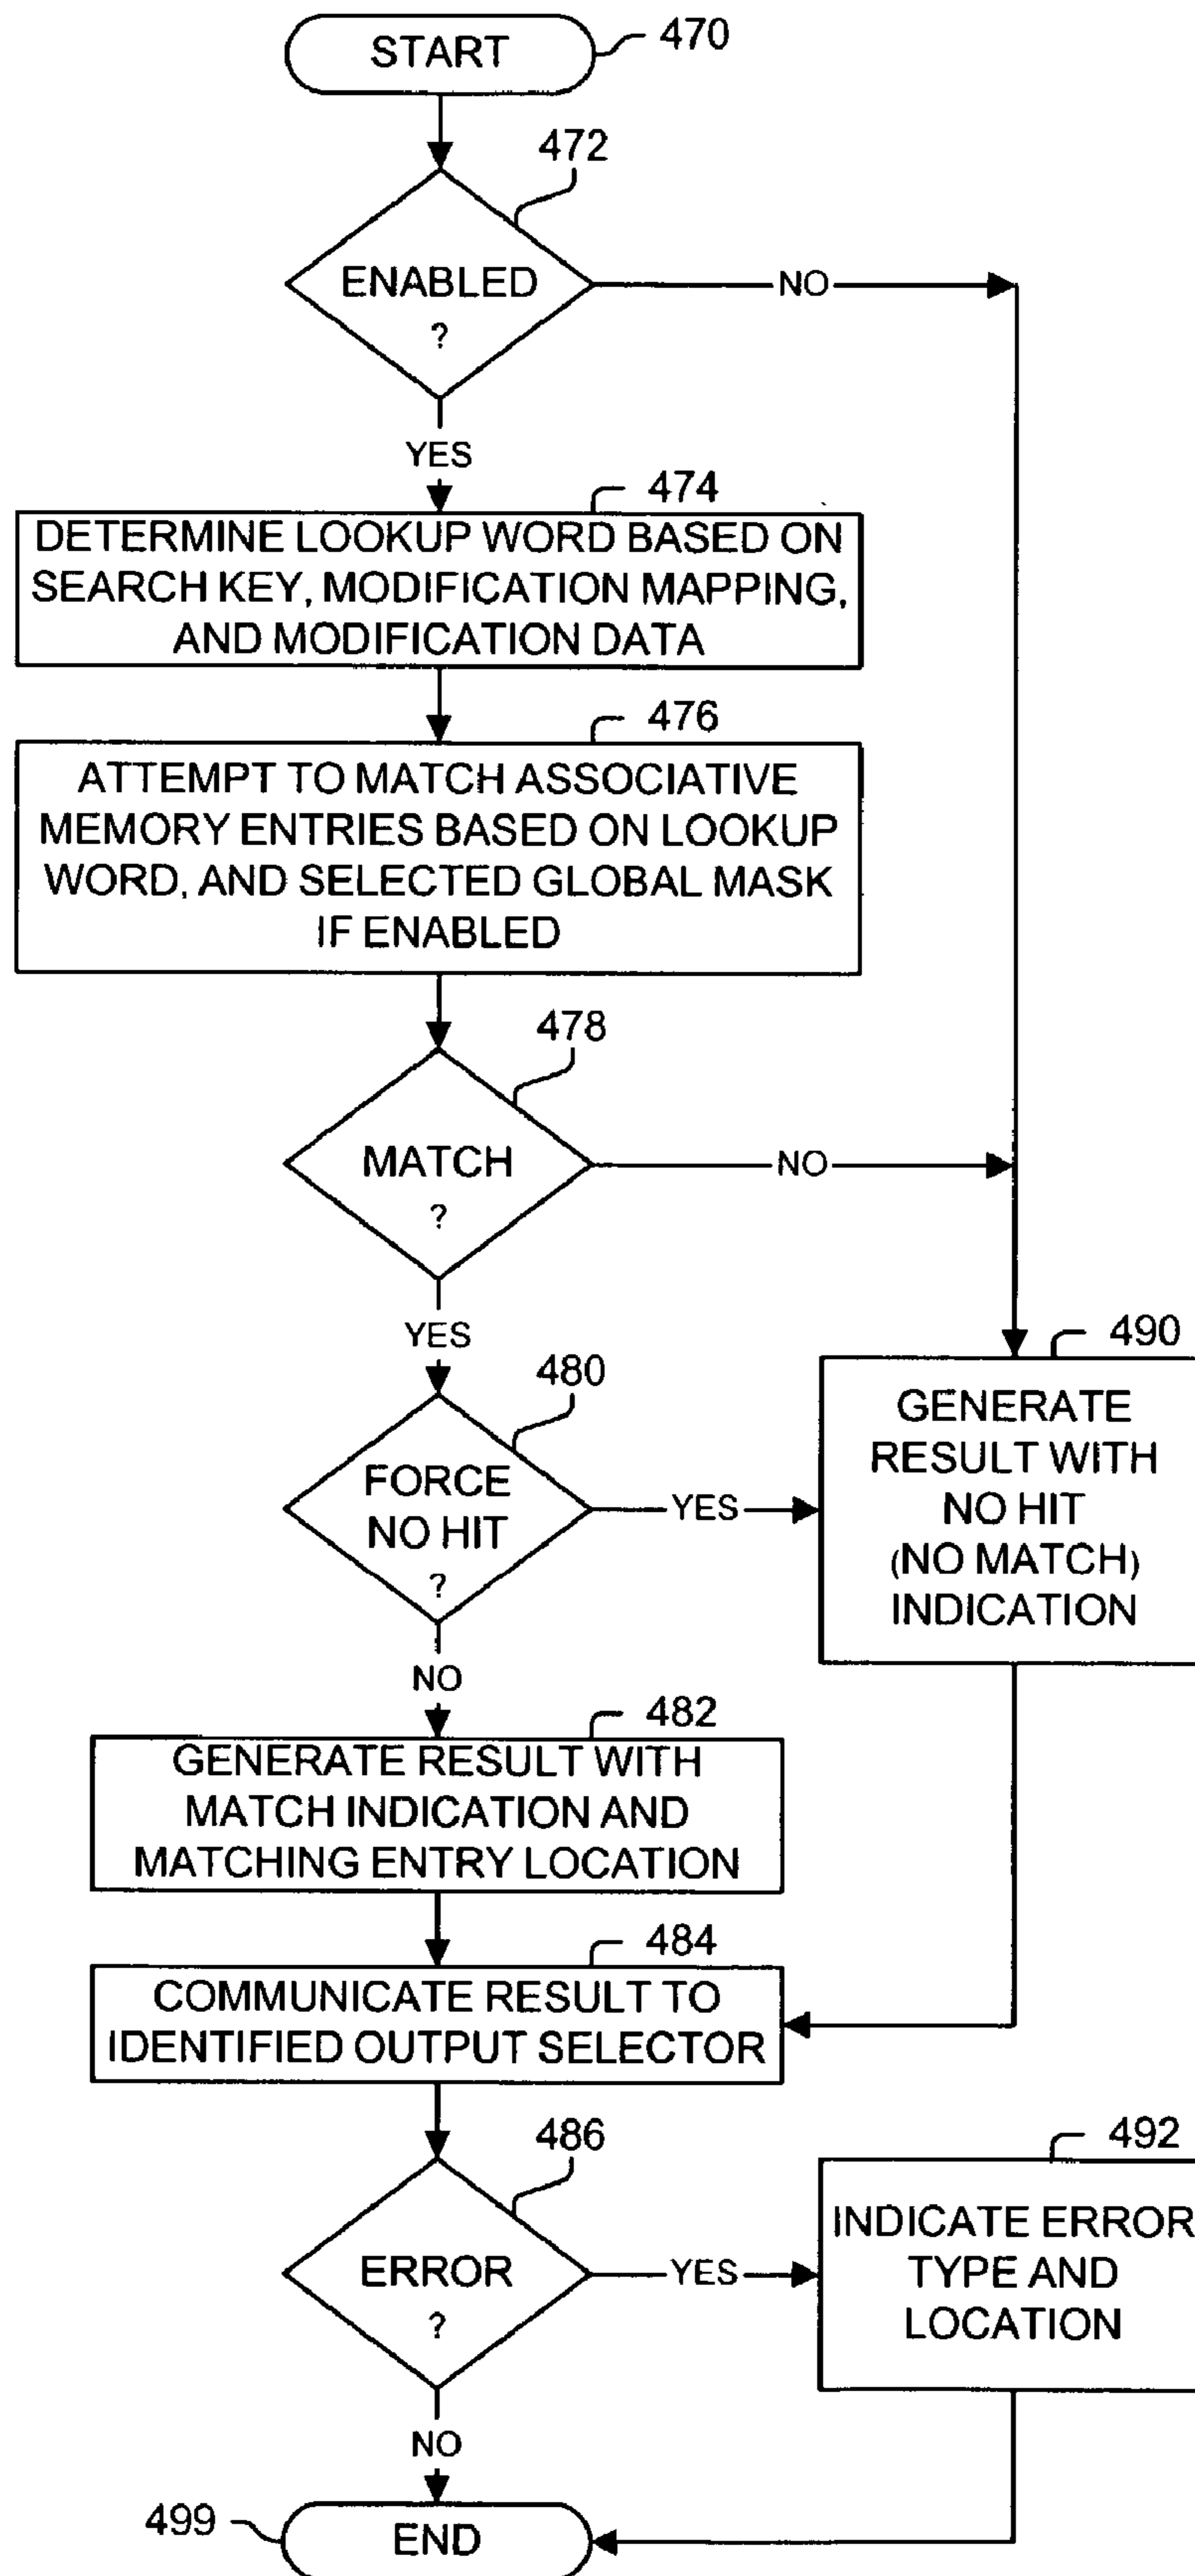 START
470
472
ENABLED
?
NO
YES
474
DETERMINE LOOKUP WORD BASED ON
SEARCH KEY, MODIFICATION MAPPING,
AND MODIFICATION DATA
476
ATTEMPT TO MATCH ASSOCIATIVE
MEMORY ENTRIES BASED ON LOOKUP
WORD, AND SELECTED GLOBAL MASK
IF ENABLED
478
MATCH
?
NO
YES
480
FORCE
NO HIT
?
YES
NO
490
GENERATE
RESULT WITH
NO HIT
(NO MATCH)
INDICATION
482
GENERATE RESULT WITH
MATCH INDICATION AND
MATCHING ENTRY LOCATION
484
COMMUNICATE RESULT TO
IDENTIFIED OUTPUT SELECTOR
486
ERROR
?
YES
NO
492
INDICATE ERROR
TYPE AND
LOCATION
499
END